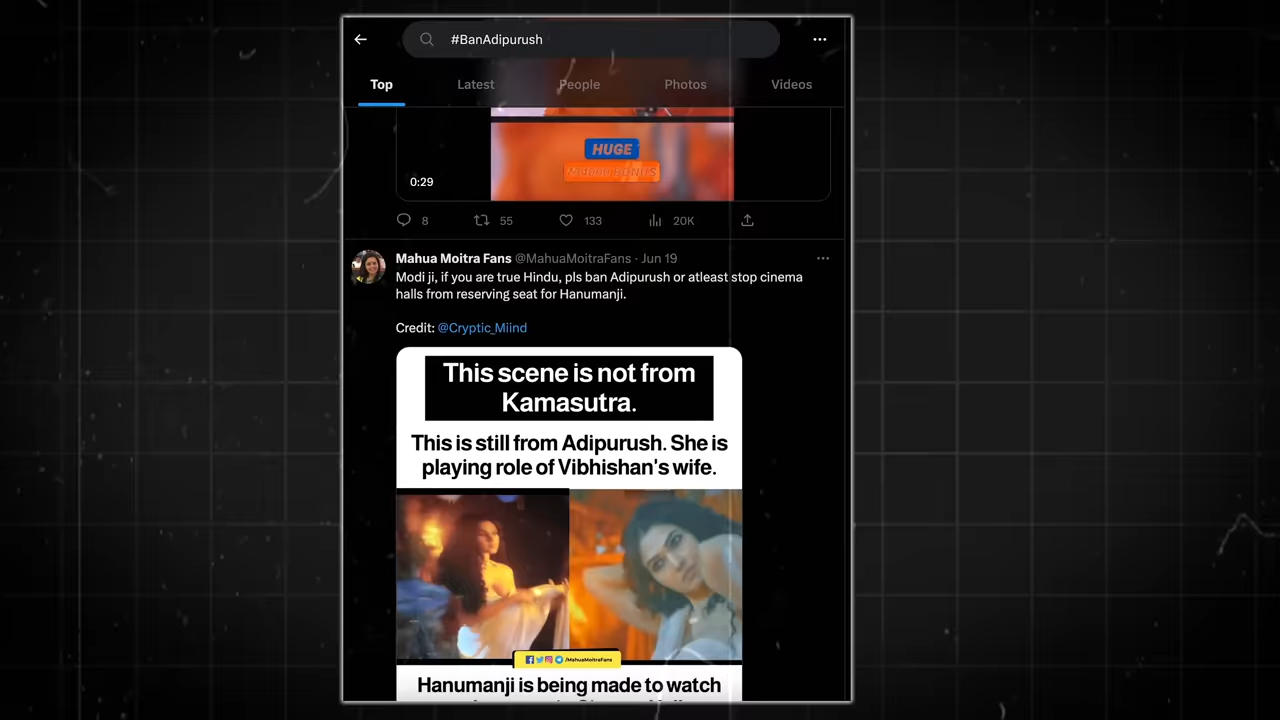 #BanAdipurush
Top Latest People Photos Videos
HUGE
0:29
8 55 133 20K
Mahua Moitra Fans @MahuaMoitraFans · Jun 19
Modi ji, if you are true Hindu, pls ban Adipurush or atleast stop cinema
halls from reserving seat for Hanumanji.
Credit: @Cryptic_Miind
This scene is not from
Kamasutra.
This is still from Adipurush. She is
playing role of Vibhishan's wife.
/MahuaMoitraFans
Hanumanji is being made to watch